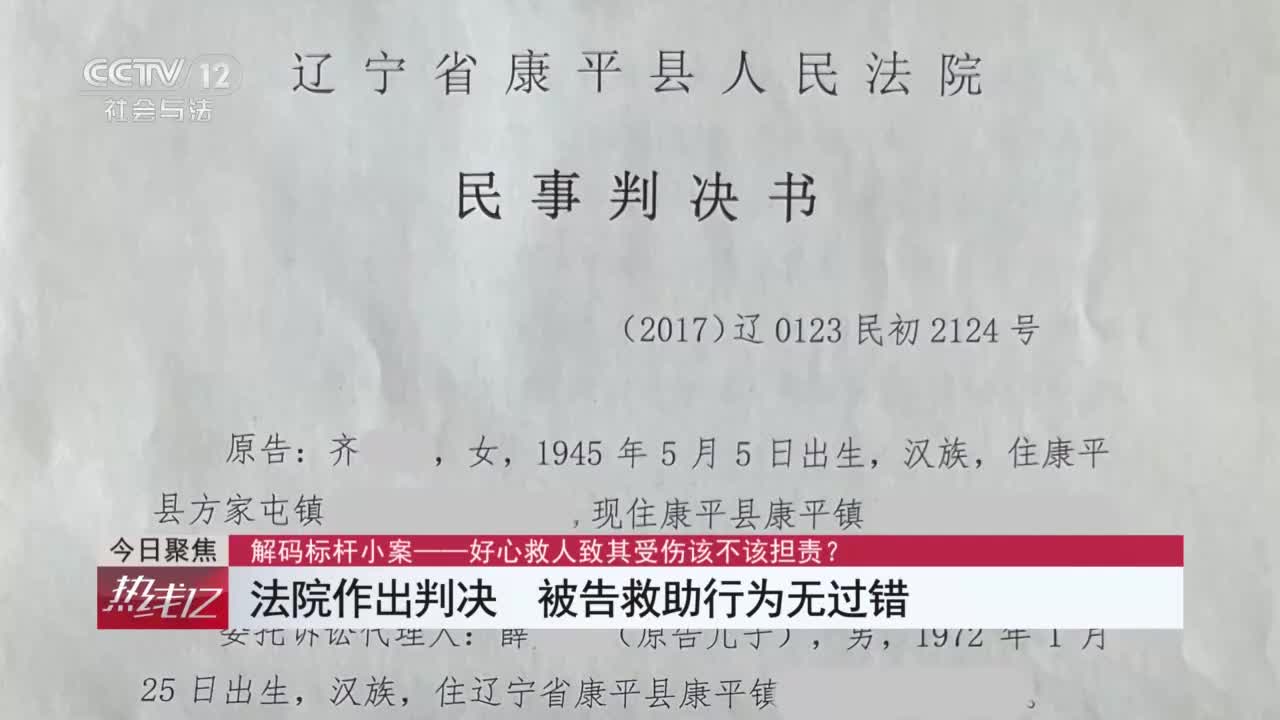 CCTV 12
社会与法
辽宁省康平县人民法院
民事判决书
（2017）辽0123民初2124号
原告：齐 ，女，1945年5月5日出生，汉族，住康平
县方家屯镇 ，现住康平县康平镇
今日聚焦 解码标杆小案——好心救人致其受伤该不该担责？
热线12
法院作出判决 被告救助行为无过错
委托诉讼代理人：薛 （原告儿子），男，1972年1月
25日出生，汉族，住辽宁省康平县康平镇 。